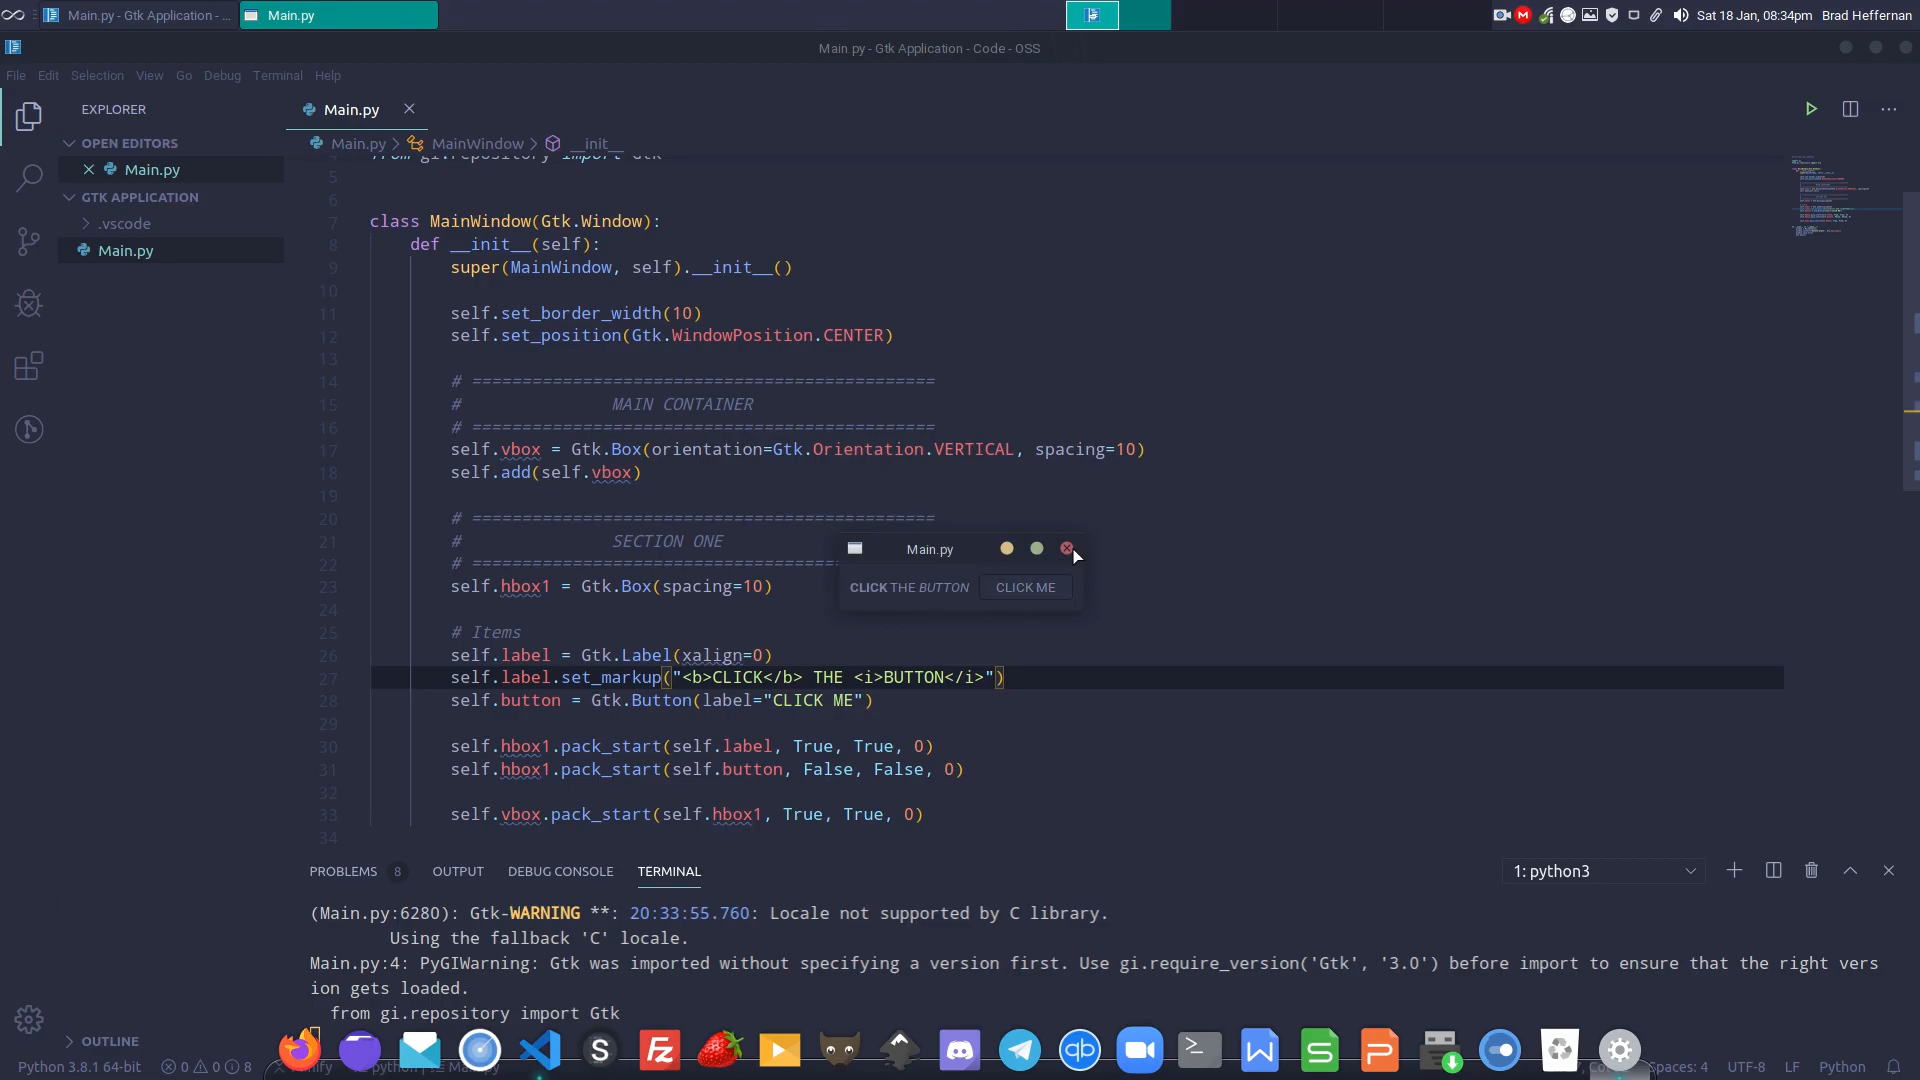 Main.py - Gtk Application - ...
Main.py
Sat 18 Jan, 08:34pm
Brad Heffernan
Main.py - Gtk Application - Code - OSS
File Edit Selection View Go Debug Terminal Help
EXPLORER
OPEN EDITORS
Main.py
GTK APPLICATION
.vscode
Main.py
OUTLINE
Main.py
Main.py > MainWindow > __init__
from gi.repository import Gtk
5
6
7 class MainWindow(Gtk.Window):
8 def __init__(self):
9 super(MainWindow, self).__init__()
10
11 self.set_border_width(10)
12 self.set_position(Gtk.WindowPosition.CENTER)
13
14 # ==============================================
15 # MAIN CONTAINER
16 # ==============================================
17 self.vbox = Gtk.Box(orientation=Gtk.Orientation.VERTICAL, spacing=10)
18 self.add(self.vbox)
19
20 # ==============================================
21 # SECTION ONE
22 # =====================================
23 self.hbox1 = Gtk.Box(spacing=10)
24
25 # Items
26 self.label = Gtk.Label(xalign=0)
27 self.label.set_markup("<b>CLICK</b> THE <i>BUTTON</i>")
28 self.button = Gtk.Button(label="CLICK ME")
29
30 self.hbox1.pack_start(self.label, True, True, 0)
31 self.hbox1.pack_start(self.button, False, False, 0)
32
33 self.vbox.pack_start(self.hbox1, True, True, 0)
34
Main.py
CLICK THE BUTTON CLICK ME
PROBLEMS 8 OUTPUT DEBUG CONSOLE TERMINAL
1: python3
(Main.py:6280): Gtk-WARNING **: 20:33:55.760: Locale not supported by C library.
Using the fallback 'C' locale.
Main.py:4: PyGIWarning: Gtk was imported without specifying a version first. Use gi.require_version('Gtk', '3.0') before import to ensure that the right vers
ion gets loaded.
from gi.repository import Gtk
Python 3.8.1 64-bit 0 0 8 Spaces: 4 UTF-8 LF Python